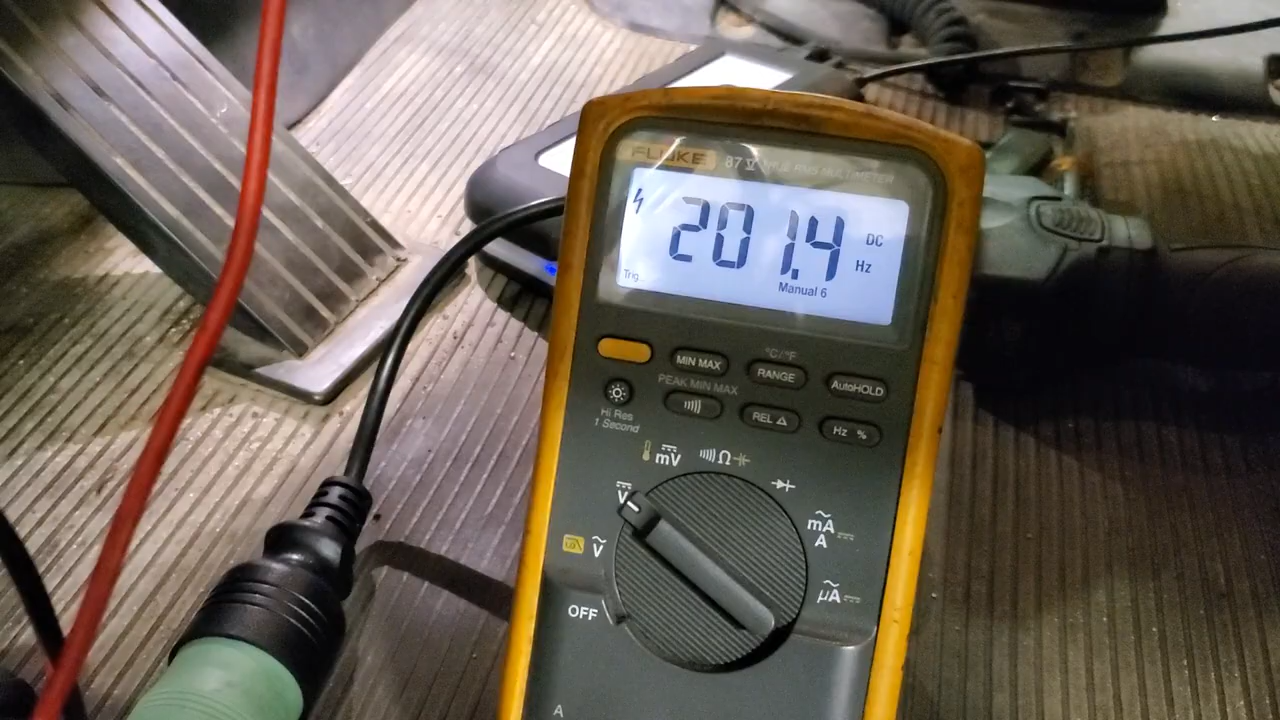 FLUKE 87 V TRUE RMS MULTIMETER
201.4 DC
Hz
Trig
Manual 6
MIN MAX
°C/°F
RANGE
AutoHOLD
PEAK MIN MAX
REL Δ
Hz %
Hi Res
1 Second
mV
Ω
V
mA
A
V
µA
OFF
A